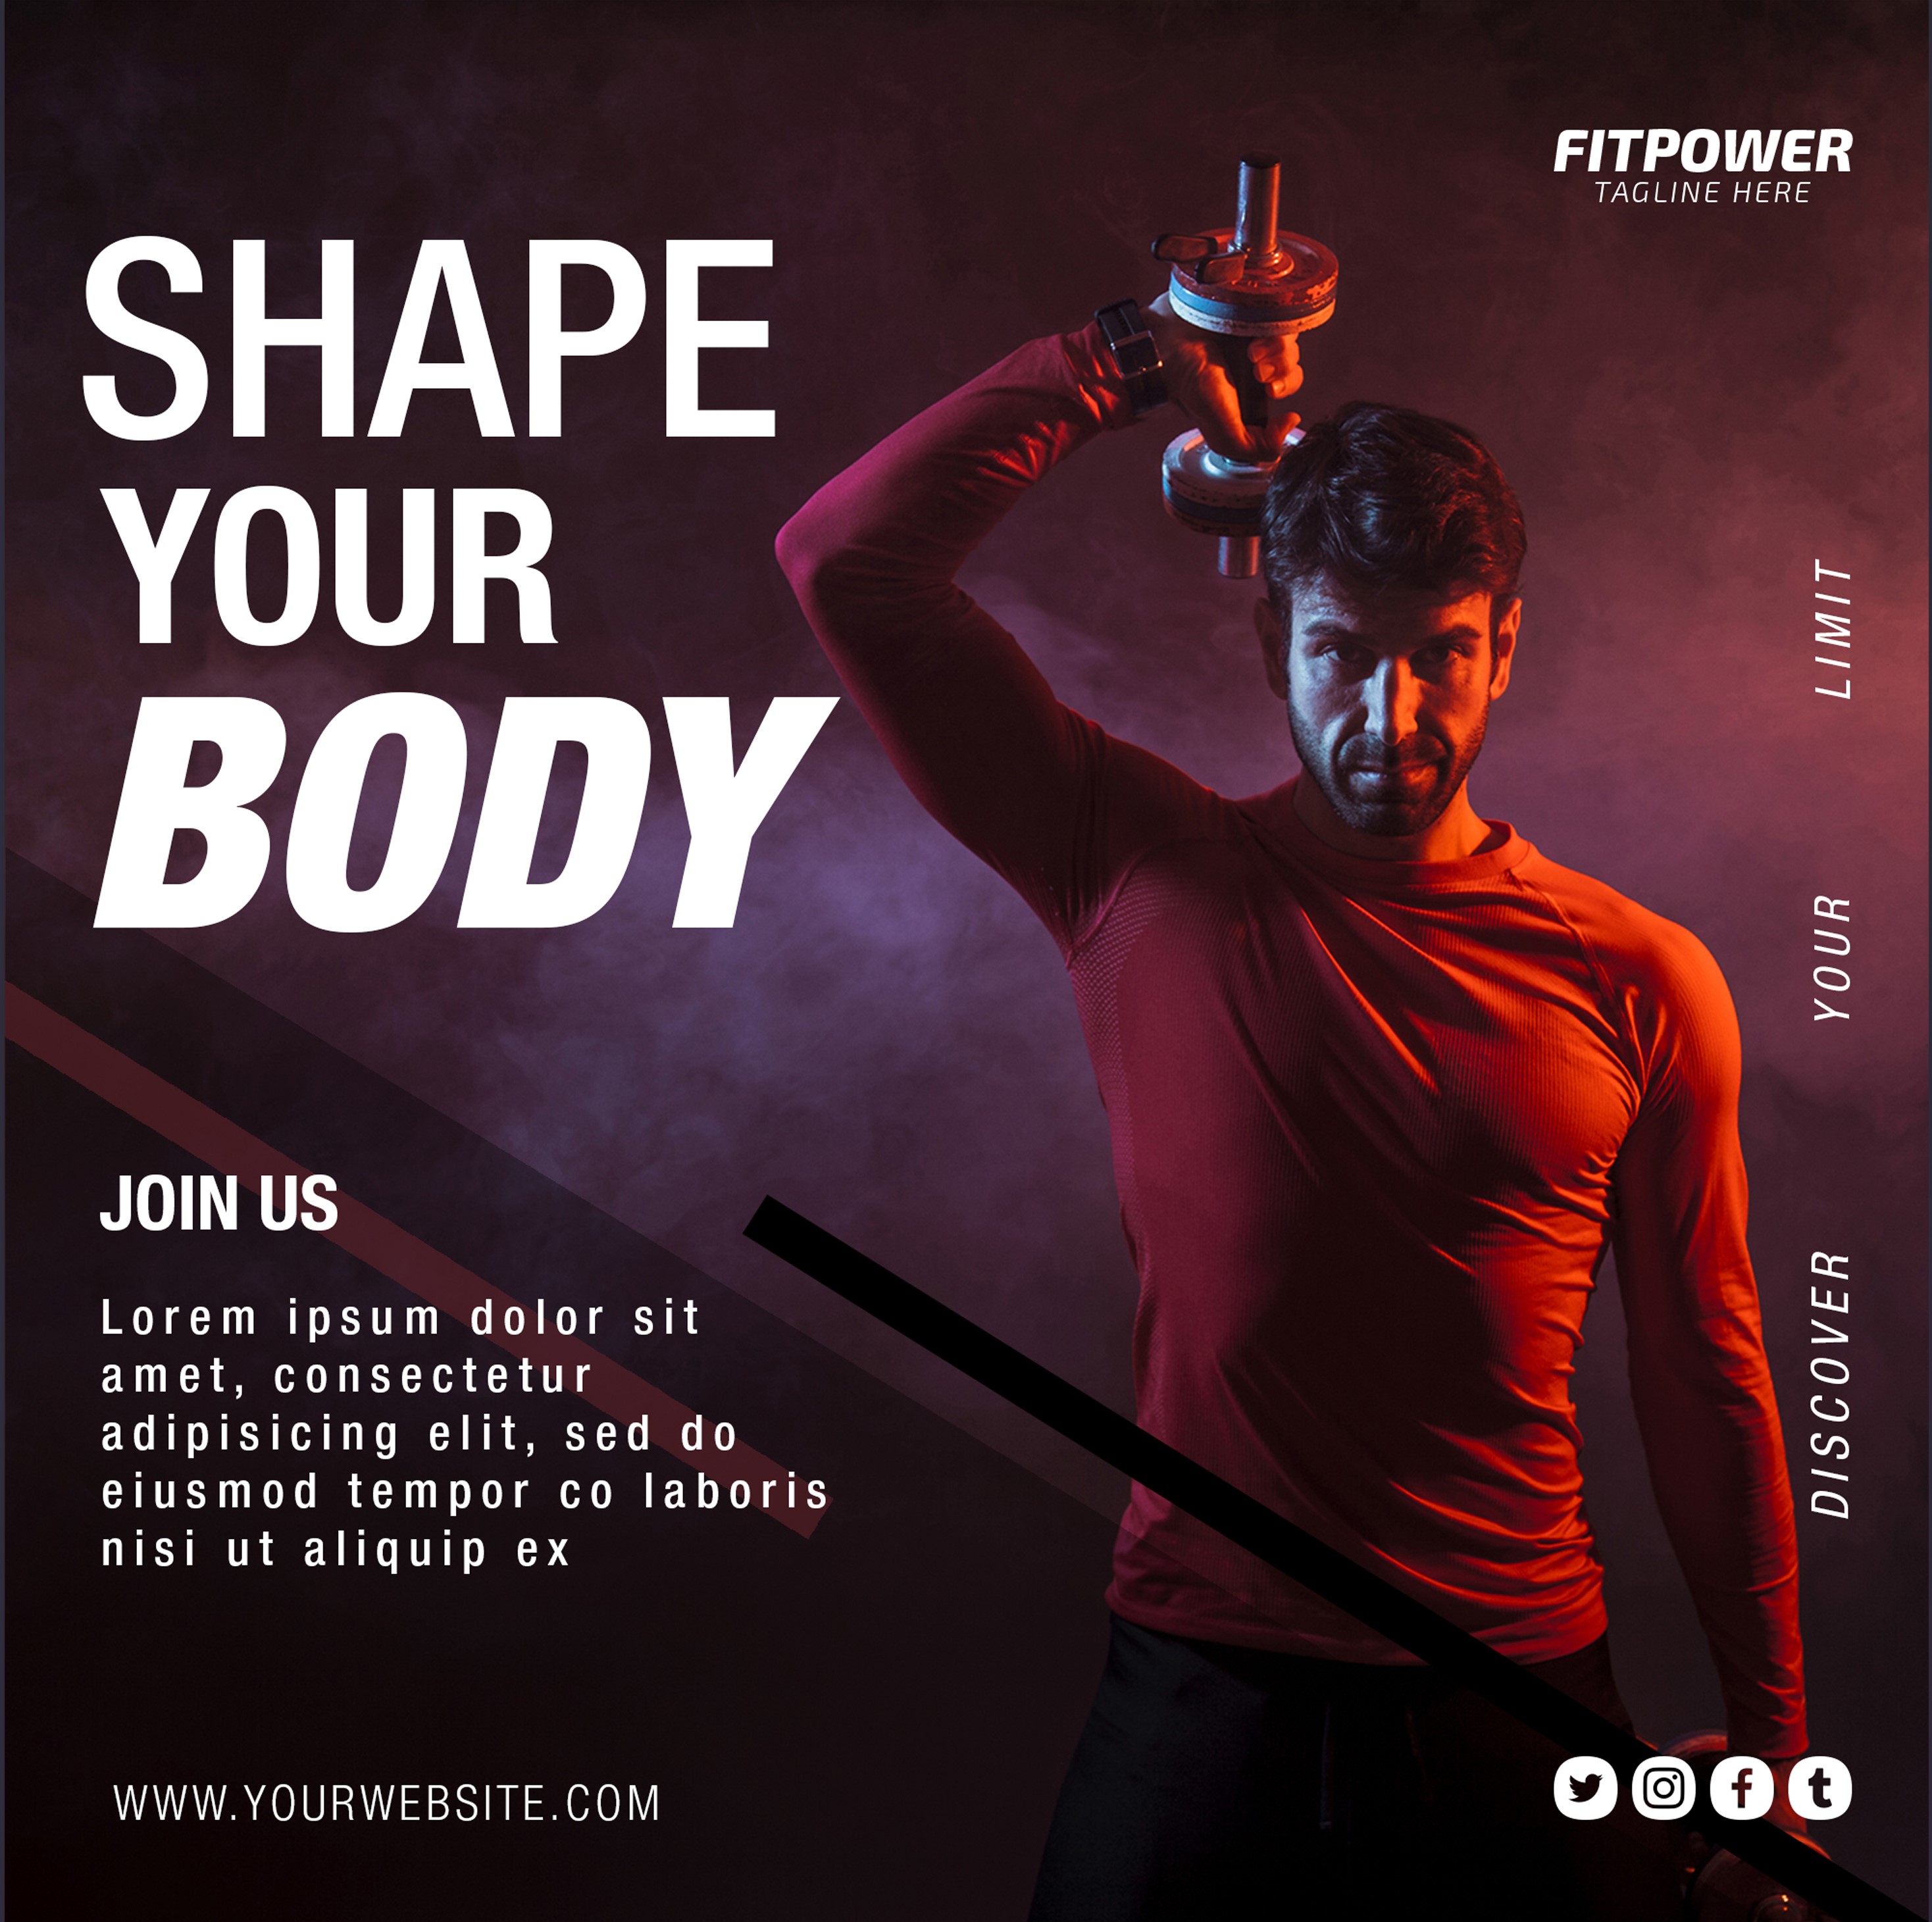 FITPOWER
TAGLINE HERE
SHAPE
YOUR
BODY
JOIN US
Lorem ipsum dolor sit
amet, consectetur
adipisicing elit, sed do
eiusmod tempor co laboris
nisi ut aliquip ex
WWW.YOURWEBSITE.COM
DISCOVER YOUR LIMIT